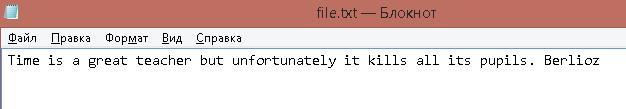 file.txt — Блокнот
Файл Правка Формат Вид Справка
Time is a great teacher but unfortunately it kills all its pupils. Berlioz